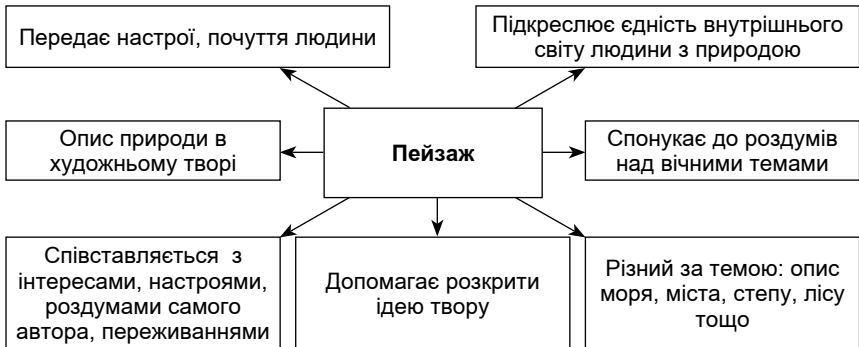 Передає настрої, почуття людини
Підкреслює єдність внутрішнього
світу людини з природою
Опис природи в
художньому творі
Пейзаж
Спонукає до роздумів
над вічними темами
Співставляється з
інтересами, настроями,
роздумами самого
автора, переживаннями
Допомагає розкрити
ідею твору
Різний за темою: опис
моря, міста, степу, лісу
тощо